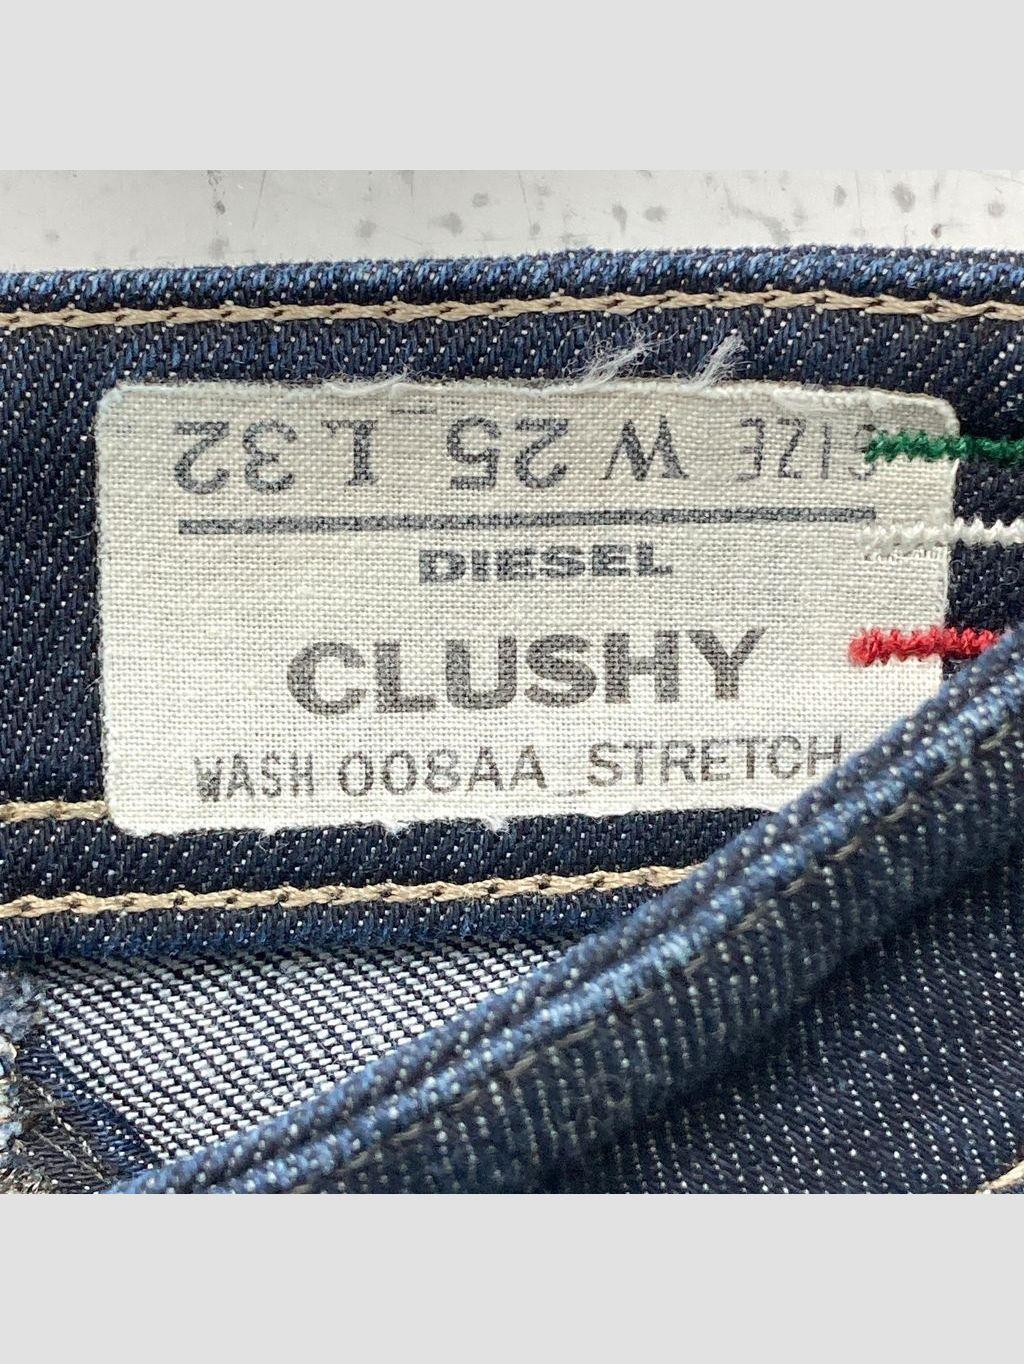 SIZE W 25 L 32
DIESEL
CLUSHY
WASH 008AA_STRETCH